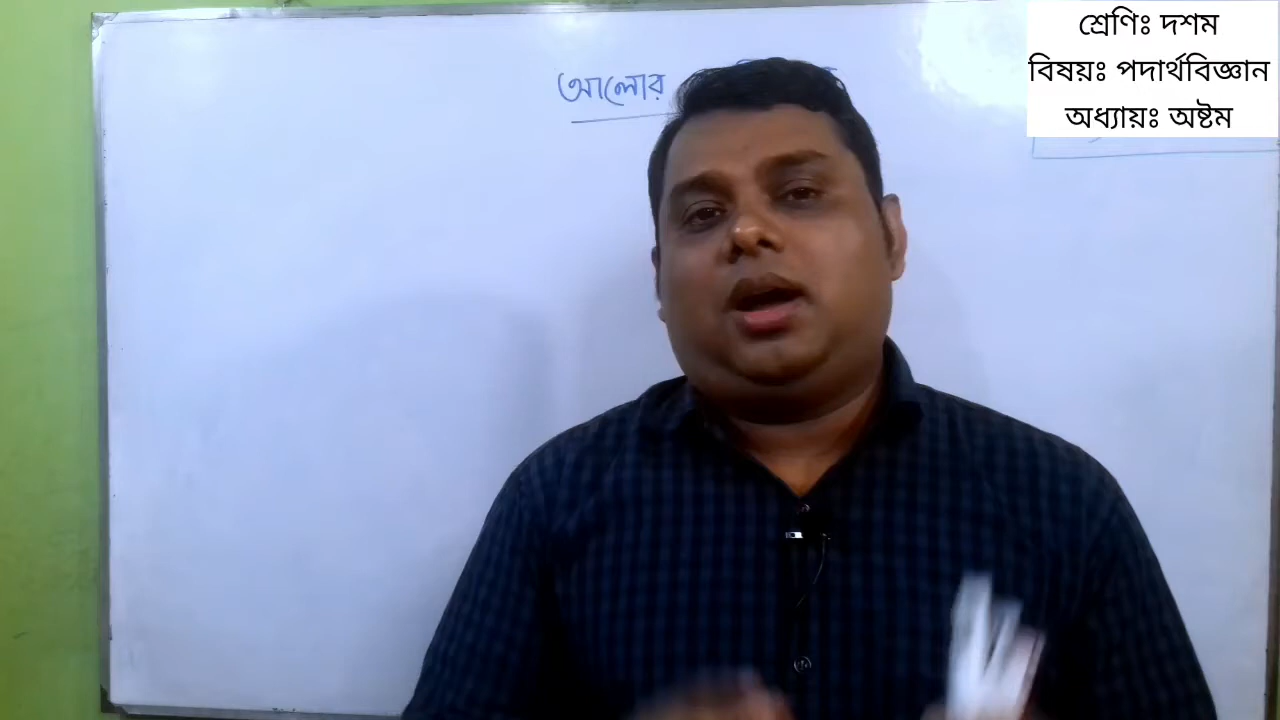 আলোর
শ্রেণিঃ দশম
বিষয়ঃ পদার্থবিজ্ঞান
অধ্যায়ঃ অষ্টম